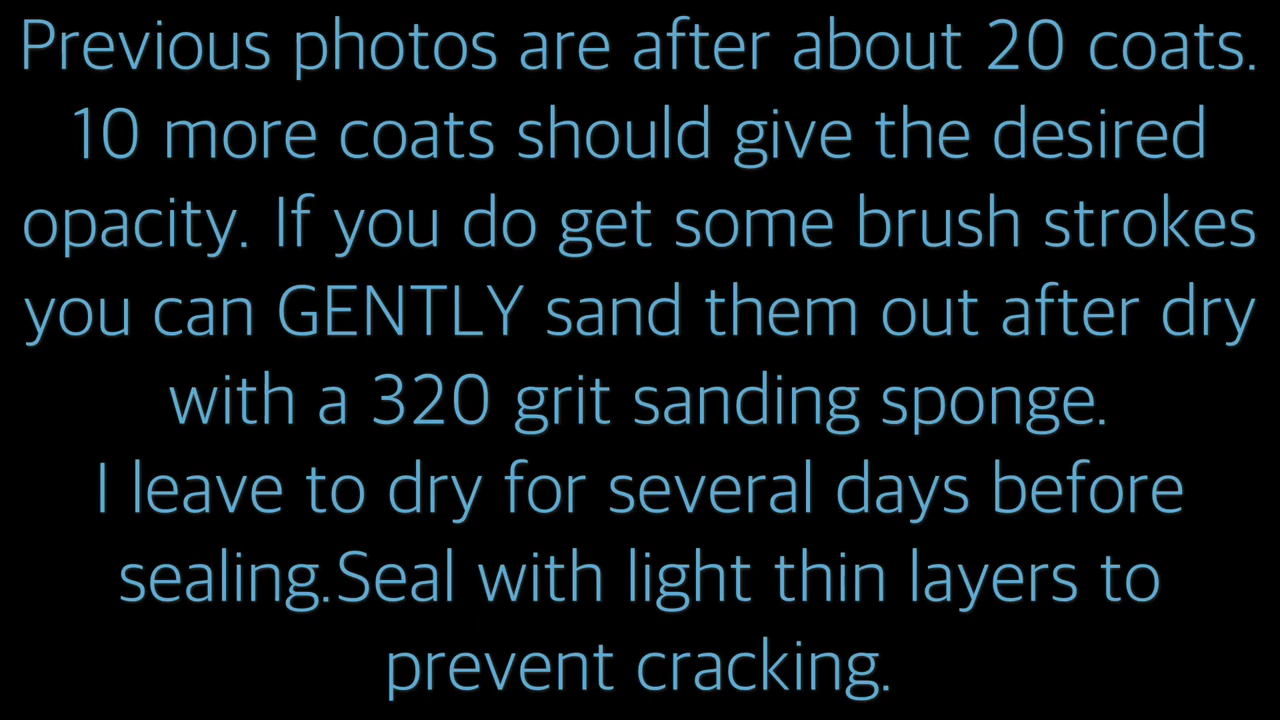 Previous photos are after about 20 coats.
10 more coats should give the desired
opacity. If you do get some brush strokes
you can GENTLY sand them out after dry
with a 320 grit sanding sponge.
I leave to dry for several days before
sealing.Seal with light thin layers to
prevent cracking.